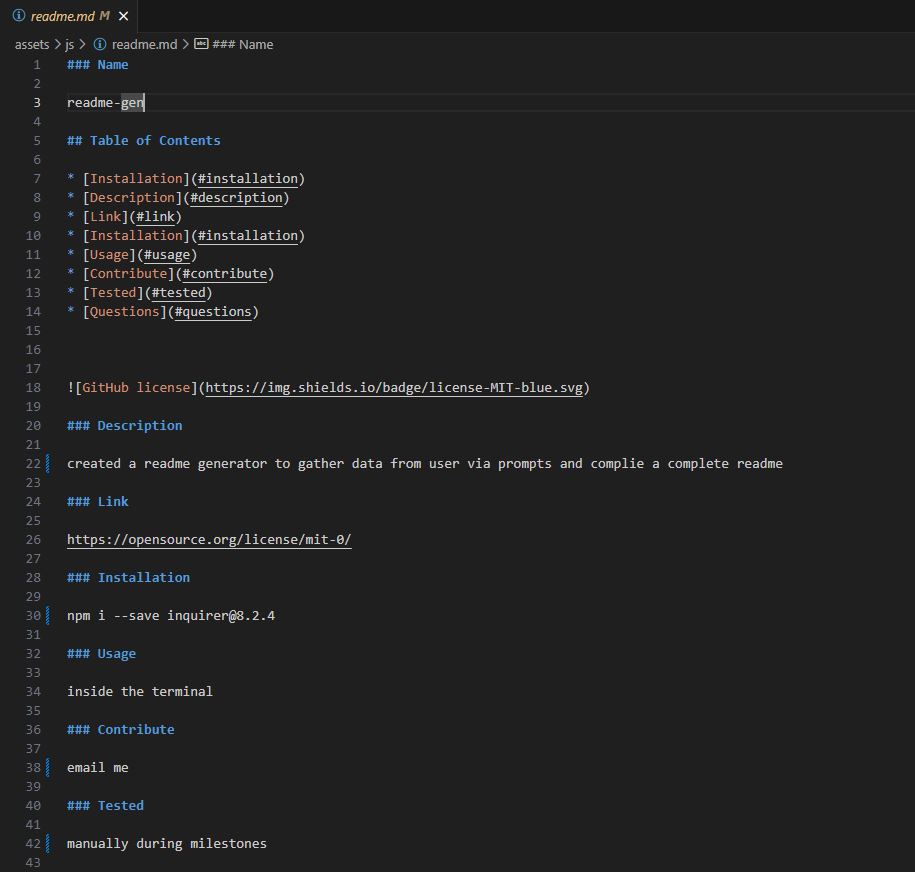 readme.md M ×
assets > js > readme.md > abc ### Name
1 ### Name
2
3 readme-gen
4
5 ## Table of Contents
6
7 * [Installation](#installation)
8 * [Description](#description)
9 * [Link](#link)
10 * [Installation](#installation)
11 * [Usage](#usage)
12 * [Contribute](#contribute)
13 * [Tested](#tested)
14 * [Questions](#questions)
15
16
17
18 ![GitHub license](https://img.shields.io/badge/license-MIT-blue.svg)
19
20 ### Description
21
22 created a readme generator to gather data from user via prompts and complie a complete readme
23
24 ### Link
25
26 https://opensource.org/license/mit-0/
27
28 ### Installation
29
30 npm i --save inquirer@8.2.4
31
32 ### Usage
33
34 inside the terminal
35
36 ### Contribute
37
38 email me
39
40 ### Tested
41
42 manually during milestones
43